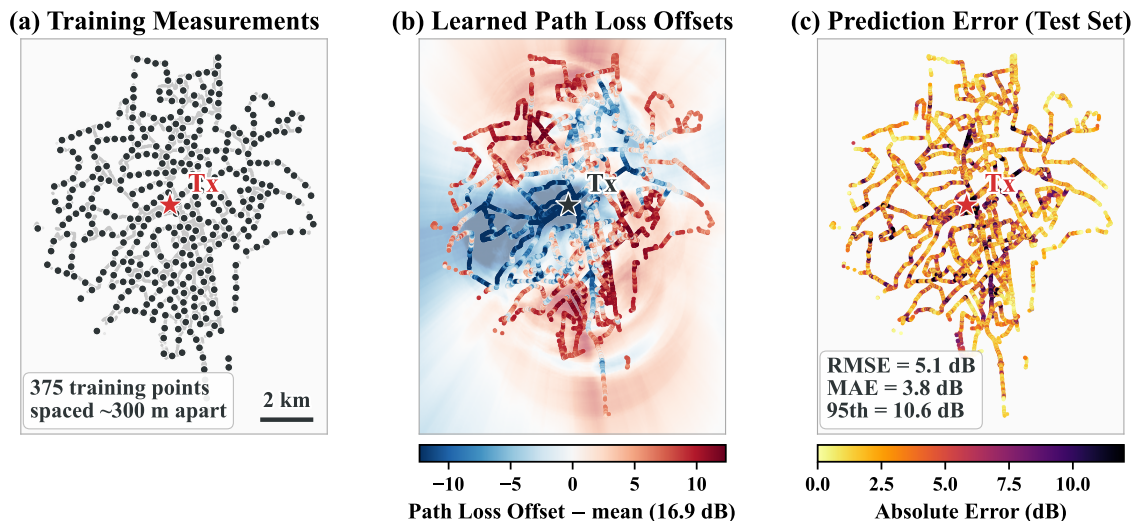 (a) Training Measurements
Tx
375 training points
spaced ~300 m apart
2 km
(b) Learned Path Loss Offsets
Tx
−10 −5 0 5 10
Path Loss Offset − mean (16.9 dB)
(c) Prediction Error (Test Set)
Tx
RMSE = 5.1 dB
MAE = 3.8 dB
95th = 10.6 dB
0.0 2.5 5.0 7.5 10.0
Absolute Error (dB)